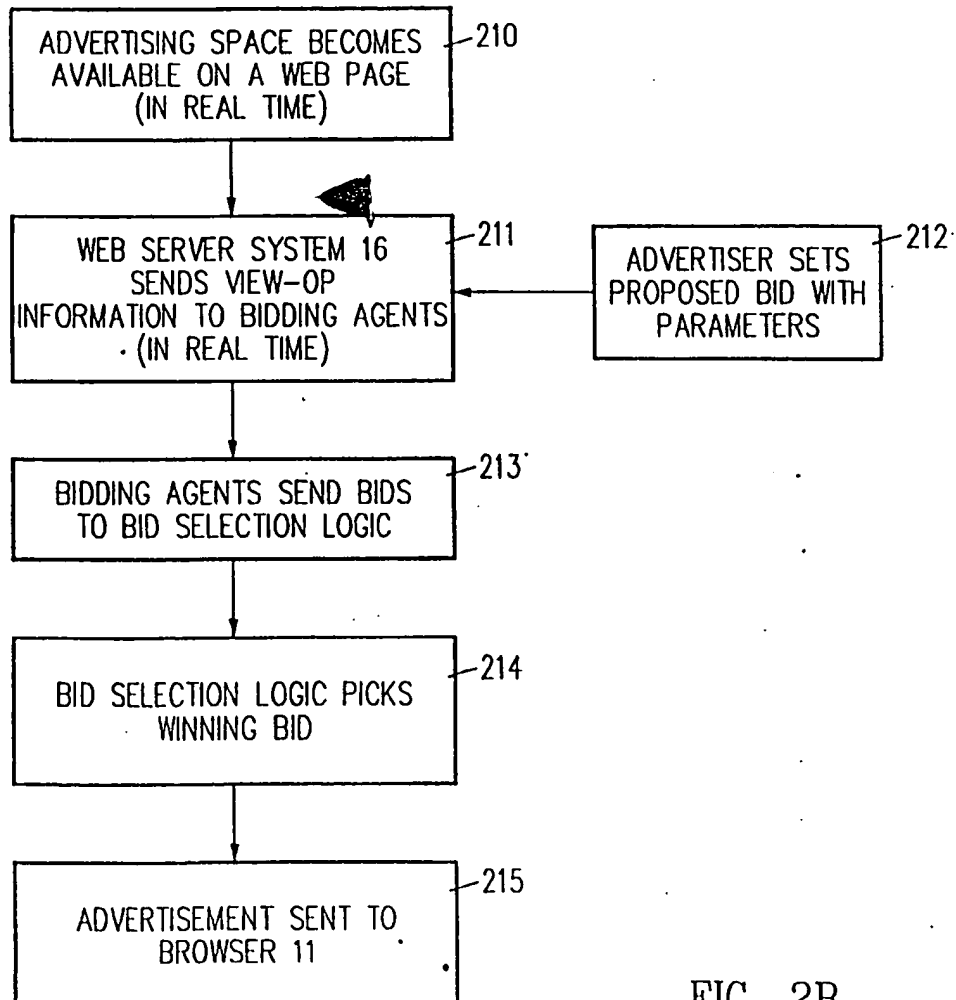 ADVERTISING SPACE BECOMES
AVAILABLE ON A WEB PAGE
(IN REAL TIME)
210
WEB SERVER SYSTEM 16
SENDS VIEW-OP
INFORMATION TO BIDDING AGENTS
(IN REAL TIME)
211
ADVERTISER SETS
PROPOSED BID WITH
PARAMETERS
212
BIDDING AGENTS SEND BIDS
TO BID SELECTION LOGIC
213
BID SELECTION LOGIC PICKS
WINNING BID
214
ADVERTISEMENT SENT TO
BROWSER 11
215
FIG. 2B